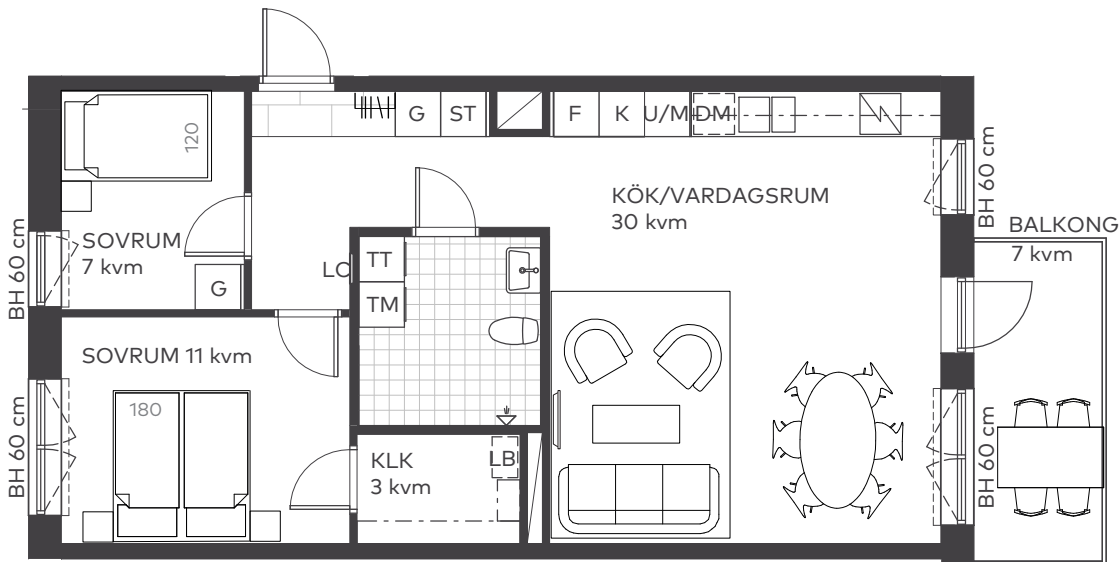 G
ST
F
K
U/M
DM
120
KÖK/VARDAGSRUM
30 kvm
BH 60 cm
BALKONG
7 kvm
SOVRUM
7 kvm
BH 60 cm
G
LC
TT
TM
SOVRUM 11 kvm
180
BH 60 cm
KLK
3 kvm
LB
BH 60 cm